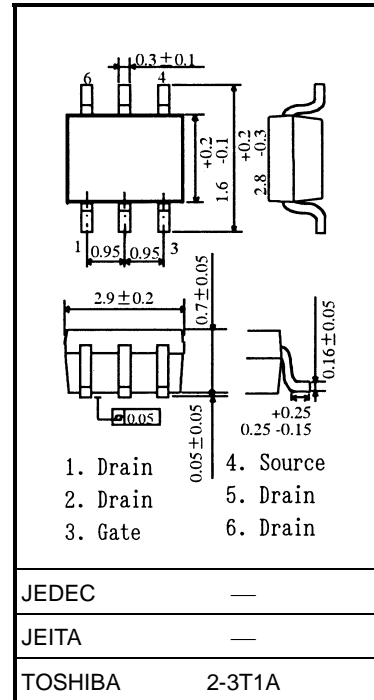 0.3±0.1
6 4
+0.2
1.6 -0.1
+0.2
2.8 -0.3
1 0.95 0.95 3
2.9±0.2
0.7±0.05
0.16±0.05
0.05
0.05±0.05
+0.25
0.25 -0.15
1. Drain
2. Drain
3. Gate
4. Source
5. Drain
6. Drain
JEDEC —
JEITA —
TOSHIBA 2-3T1A